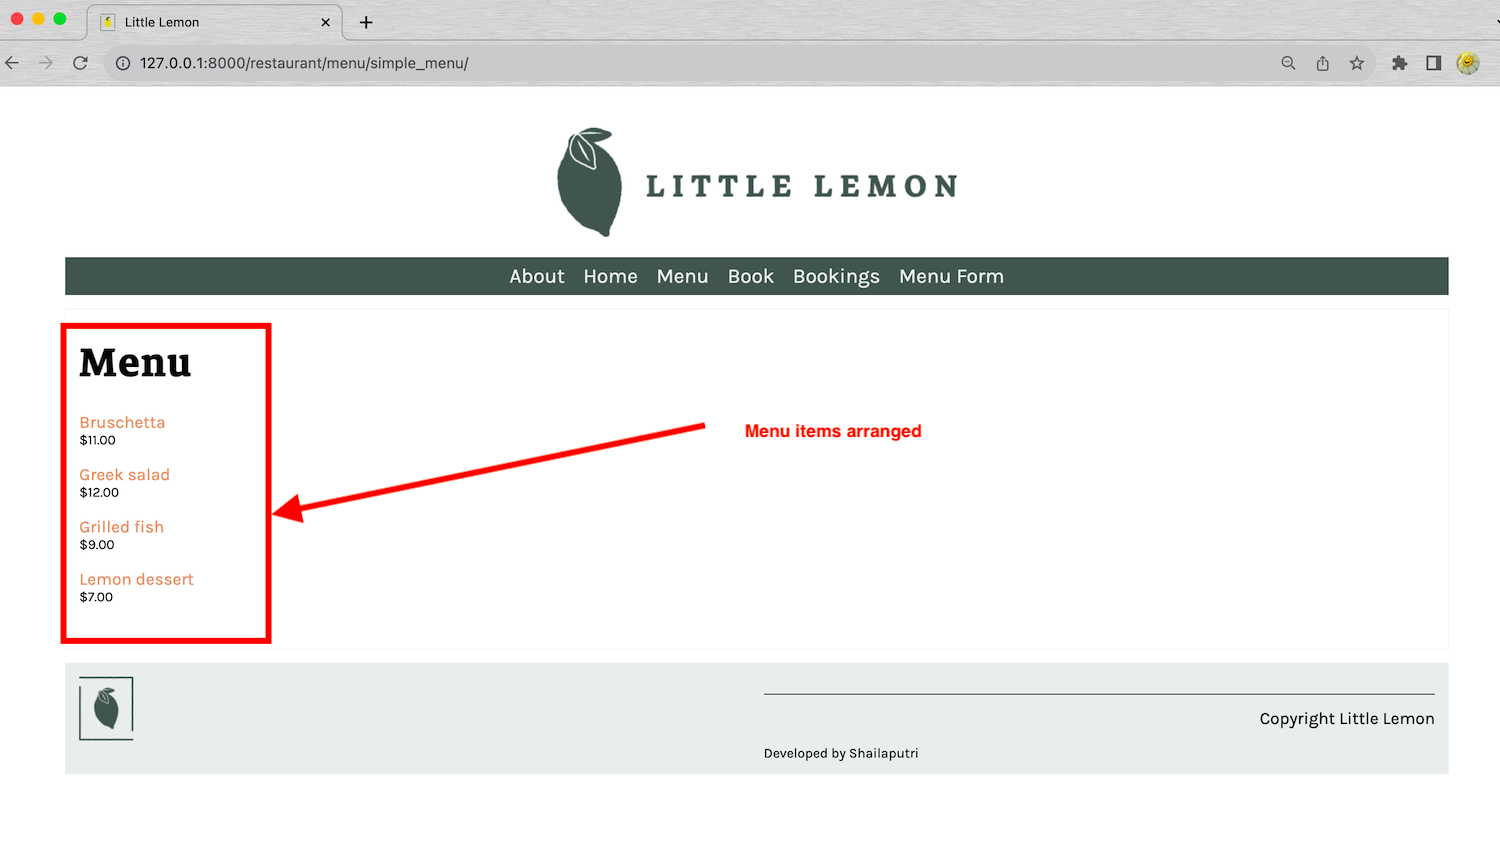 Little Lemon
127.0.0.1:8000/restaurant/menu/simple_menu/
LITTLE LEMON
About Home Menu Book Bookings Menu Form
Menu
Bruschetta
$11.00
Greek salad
$12.00
Grilled fish
$9.00
Lemon dessert
$7.00
Menu items arranged
Copyright Little Lemon
Developed by Shailaputri